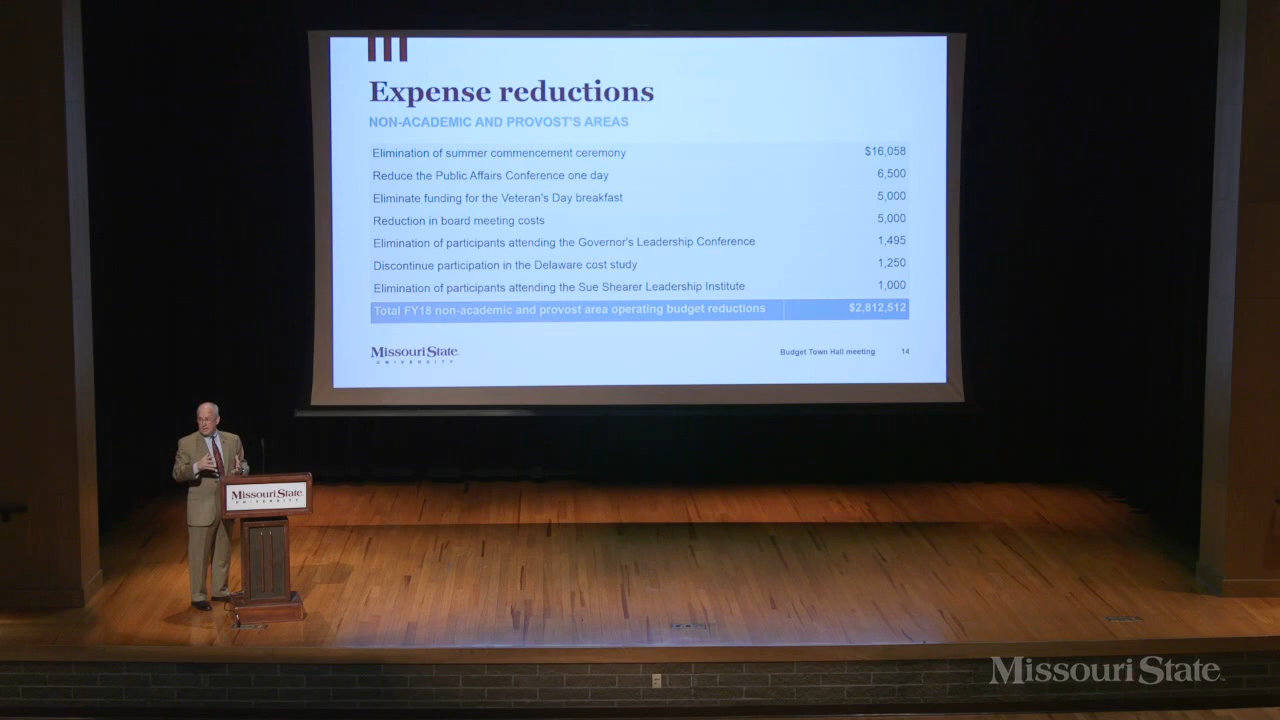 Expense reductions
NON-ACADEMIC AND PROVOST'S AREAS
Elimination of summer commencement ceremony $16,058
Reduce the Public Affairs Conference one day 6,500
Eliminate funding for the Veteran's Day breakfast 5,000
Reduction in board meeting costs 5,000
Elimination of participants attending the Governor's Leadership Conference 1,495
Discontinue participation in the Delaware cost study 1,250
Elimination of participants attending the Sue Shearer Leadership Institute 1,000
Total FY18 non-academic and provost area operating budget reductions $2,812,512
Missouri State
UNIVERSITY
Budget Town Hall meeting 14
Missouri State
UNIVERSITY
Missouri State